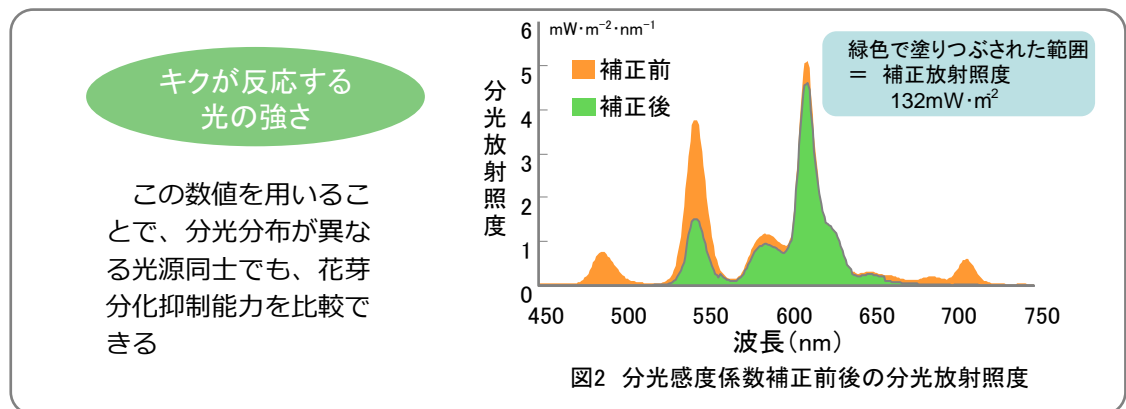 キクが反応する
光の強さ
この数値を用いるこ
とで、分光分布が異な
る光源同士でも、花芽
分化抑制能力を比較で
きる
mW·m⁻²·nm⁻¹
補正前
補正後
緑色で塗りつぶされた範囲
＝ 補正放射照度
132mW·m²
分光放射照度
6
5
4
3
2
1
0
450 500 550 600 650 700 750
波長(nm)
図2 分光感度係数補正前後の分光放射照度